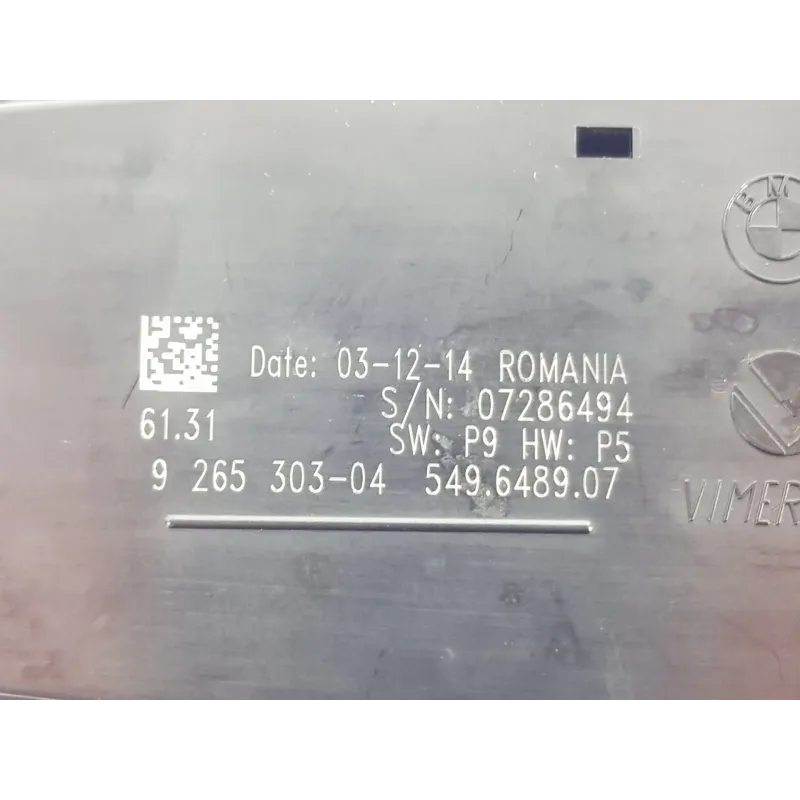 BMW
Date: 03-12-14 ROMANIA
S/N: 07286494
61.31
SW: P9 HW: P5
9 265 303-04 549.6489.07